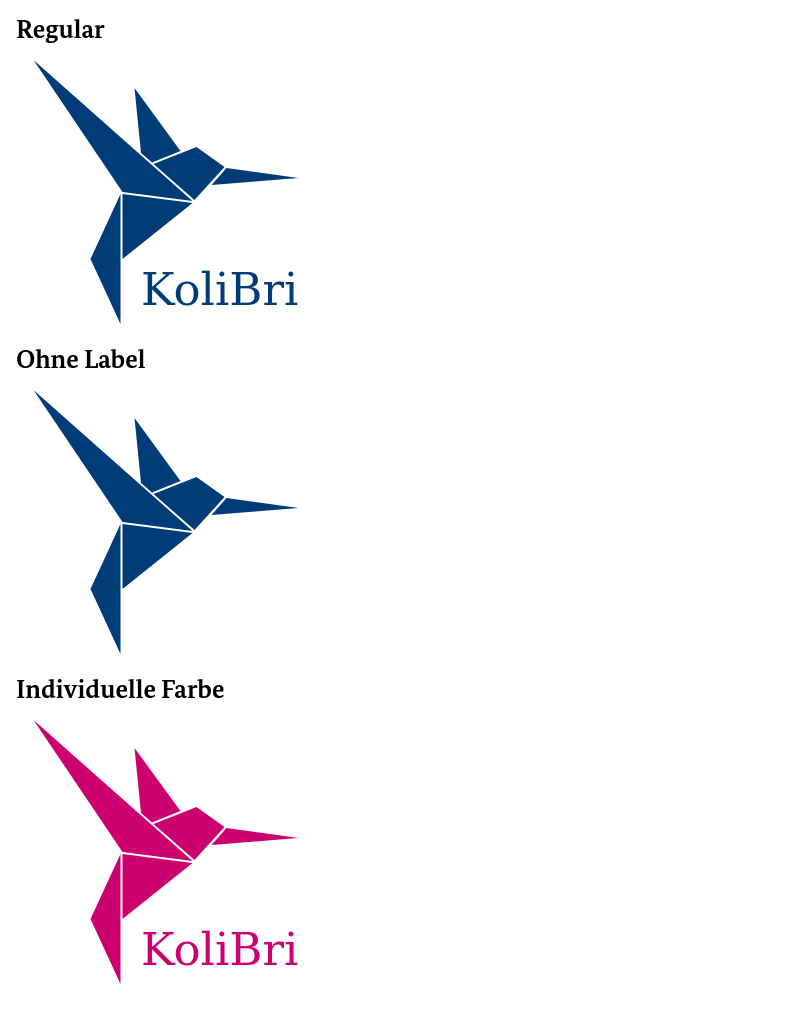 Regular
KoliBri
Ohne Label
Individuelle Farbe
KoliBri